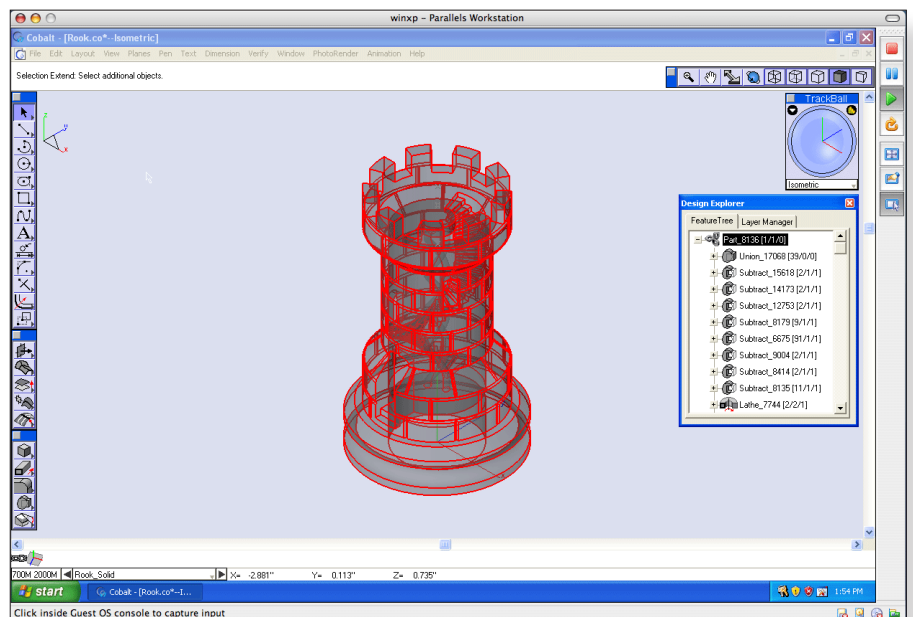 winxp - Parallels Workstation
Cobalt - [Rook.co*--Isometric]
File Edit Layout View Planes Pen Text Dimension Verify Window PhotoRender Animation Help
Selection Extend: Select additional objects.
TrackBall
z
y
x
Isometric
Design Explorer
FeatureTree Layer Manager
Part_8136 [1/1/0]
Union_17068 [39/0/0]
Subtract_15618 [2/1/1]
Subtract_14173 [2/1/1]
Subtract_12753 [2/1/1]
Subtract_8179 [9/1/1]
Subtract_6675 [91/1/1]
Subtract_9004 [2/1/1]
Subtract_8414 [2/1/1]
Subtract_8135 [11/1/1]
Lathe_7744 [2/2/1]
700M 2000M Rook_Solid X= -2.881" Y= 0.113" Z= 0.735"
start Cobalt - [Rook.co*--I... 1:54 PM
Click inside Guest OS console to capture input